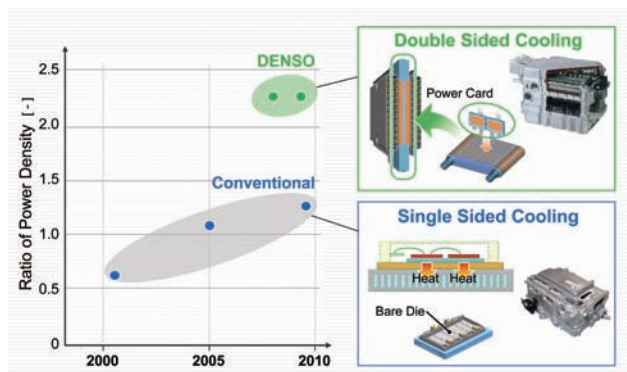 Ratio of Power Density [-]
2.5
2.0
1.5
1.0
0.5
0
2000
2005
2010
DENSO
Conventional
Double Sided Cooling
Power Card
Single Sided Cooling
Heat Heat
Bare Die